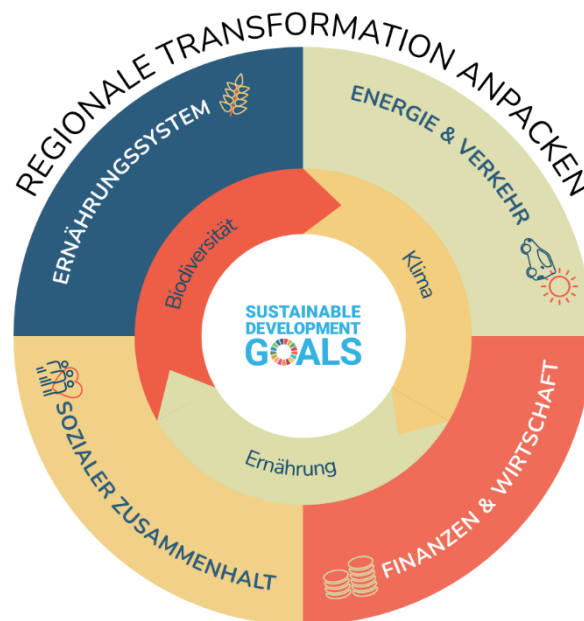 REGIONALE TRANSFORMATION ANPACKEN
ERNÄHRUNGSSYSTEM
ENERGIE & VERKEHR
Biodiversität
Klima
SUSTAINABLE
DEVELOPMENT
GOALS
Ernährung
SOZIALER ZUSAMMENHALT
FINANZEN & WIRTSCHAFT